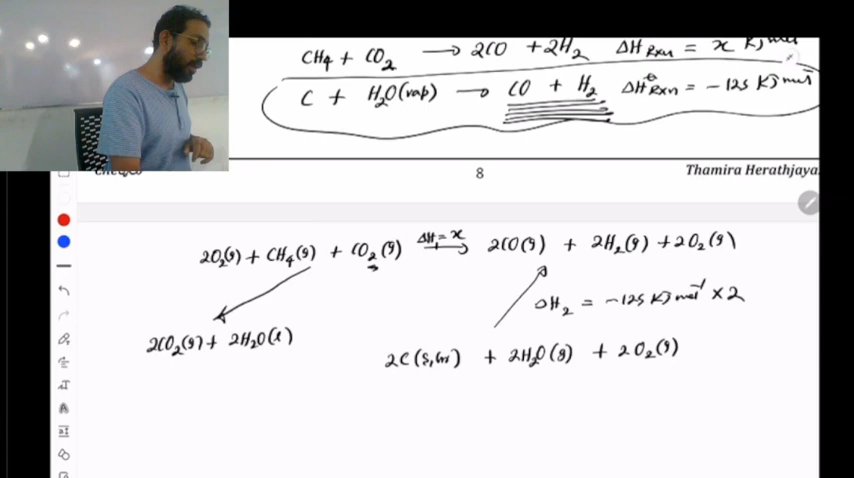 CH₄ + CO₂ → 2CO + 2H₂ ΔH Rxn = x KJ mol
C + H₂O(vap) → CO + H₂ ΔH°Rxn = -125 KJ mol⁻¹
8 Thamira Herathjaya
2O₂(g) + CH₄(g) + CO₂(g) ΔH=x → 2CO(g) + 2H₂(g) + 2O₂(g)
ΔH₂ = -125 KJ mol⁻¹ × 2
2CO₂(g) + 2H₂O(l)
2C(s,Gr) + 2H₂O(g) + 2O₂(g)